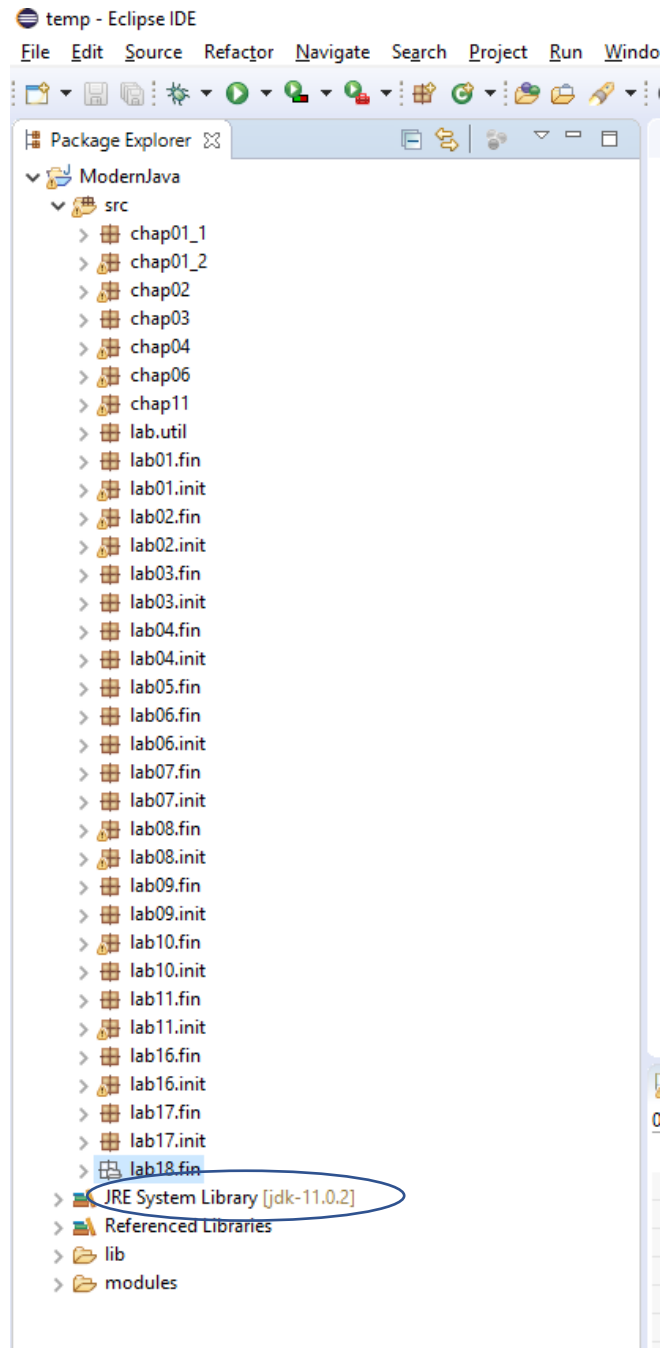 temp - Eclipse IDE
File Edit Source Refactor Navigate Search Project Run Windo
Package Explorer
ModernJava
src
chap01_1
chap01_2
chap02
chap03
chap04
chap06
chap11
lab.util
lab01.fin
lab01.init
lab02.fin
lab02.init
lab03.fin
lab03.init
lab04.fin
lab04.init
lab05.fin
lab06.fin
lab06.init
lab07.fin
lab07.init
lab08.fin
lab08.init
lab09.fin
lab09.init
lab10.fin
lab10.init
lab11.fin
lab11.init
lab16.fin
lab16.init
lab17.fin
lab17.init
lab18.fin
JRE System Library [jdk-11.0.2]
Referenced Libraries
lib
modules